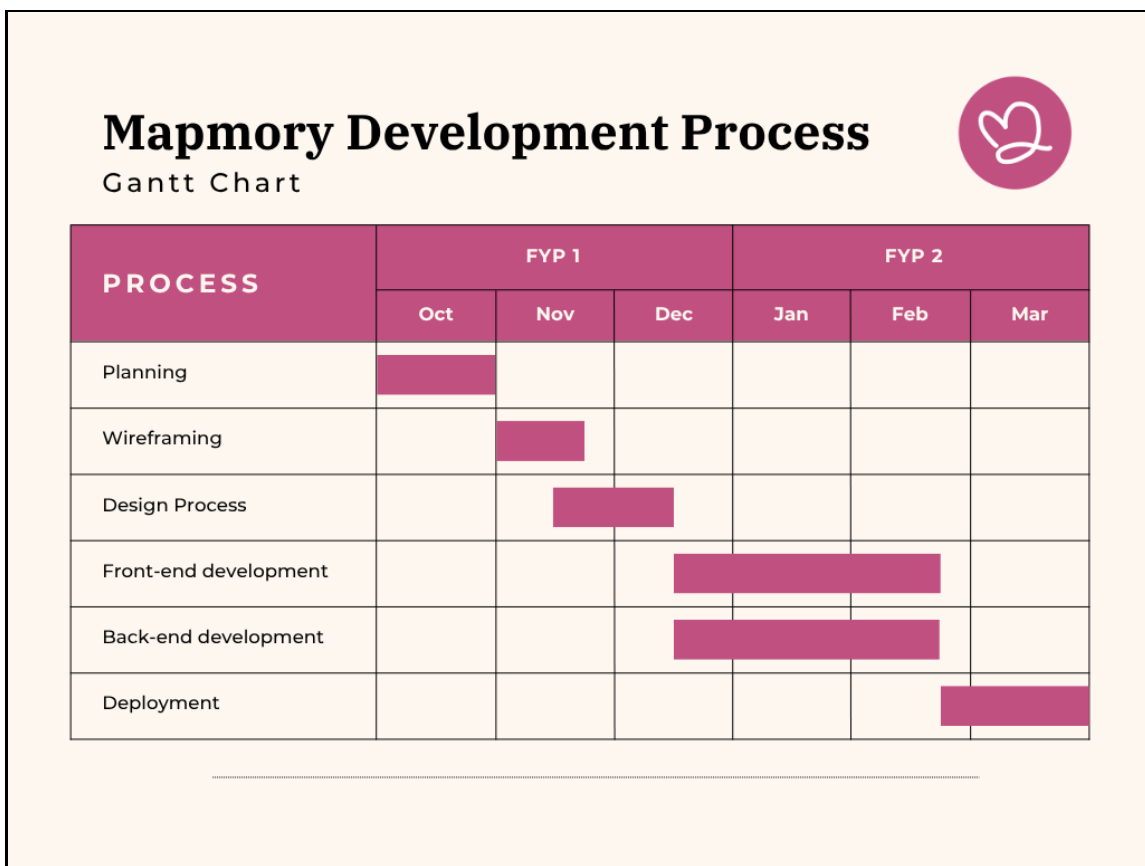 Mapmory Development Process
Gantt Chart
PROCESS
FYP 1
FYP 2
Oct
Nov
Dec
Jan
Feb
Mar
Planning
Wireframing
Design Process
Front-end development
Back-end development
Deployment